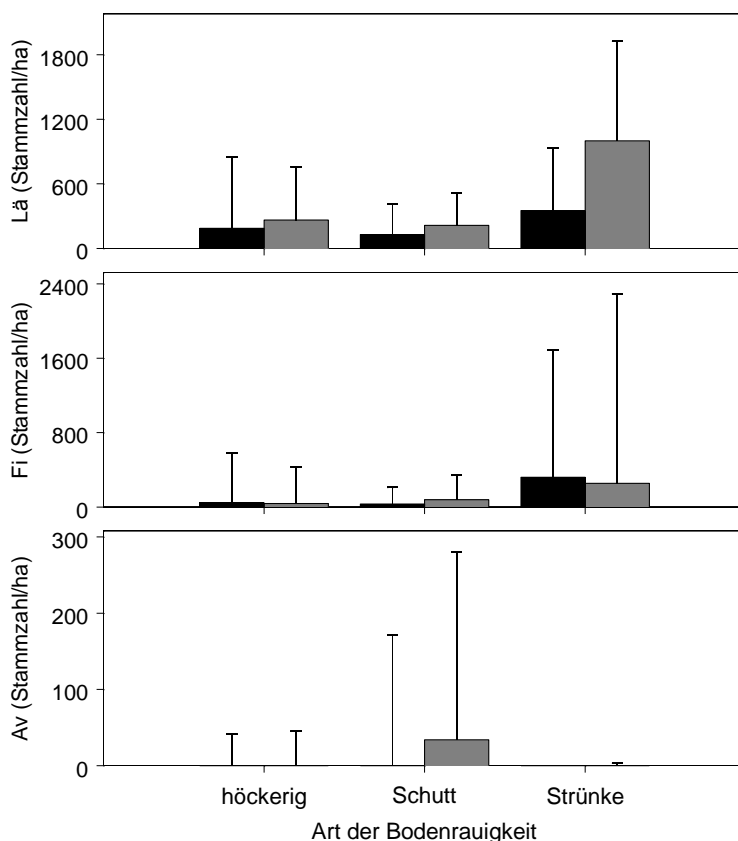 Lä (Stammzahl/ha)
1800
1200
600
0
Fi (Stammzahl/ha)
2400
1600
800
0
Av (Stammzahl/ha)
300
200
100
0
höckerig Schutt Strünke
Art der Bodenrauigkeit